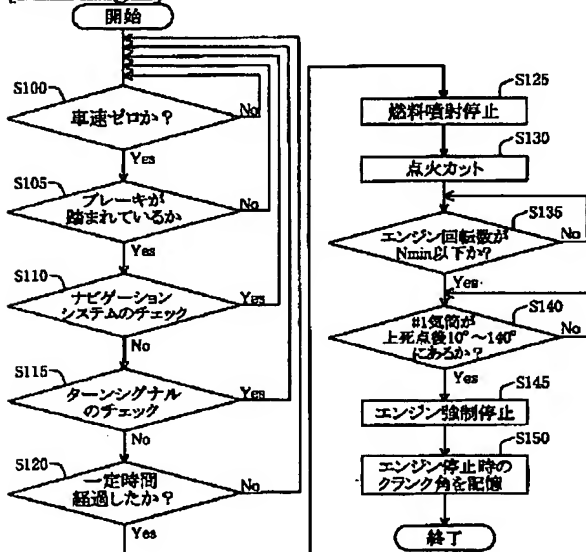 開始
S100
車速ゼロか？
No
Yes
S105
ブレーキが
踏まれているか
No
Yes
S110
ナビゲーション
システムのチェック
Yes
No
S115
ターンシグナル
のチェック
Yes
No
S120
一定時間
経過したか？
No
Yes
S125
燃料噴射停止
S130
点火カット
S135
エンジン回転数が
Nmin以下か？
No
Yes
S140
#1気筒が
上死点後10°～140°
にあるか？
No
Yes
S145
エンジン強制停止
S150
エンジン停止時の
クランク角を記憶
終了